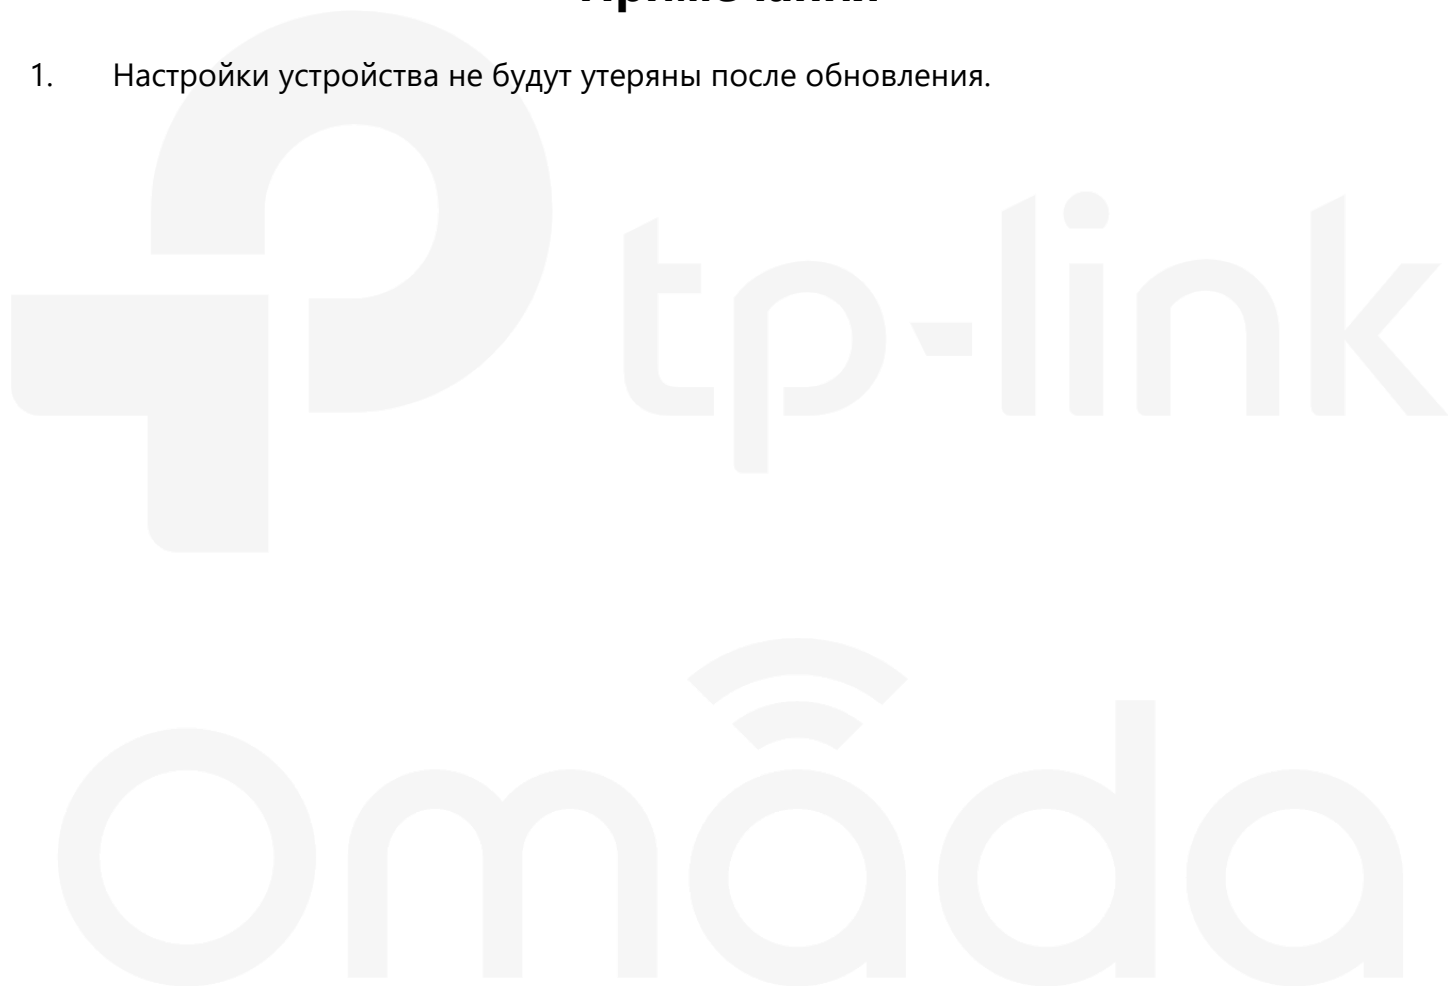 1. Настройки устройства не будут утеряны после обновления.
tp-link
omada